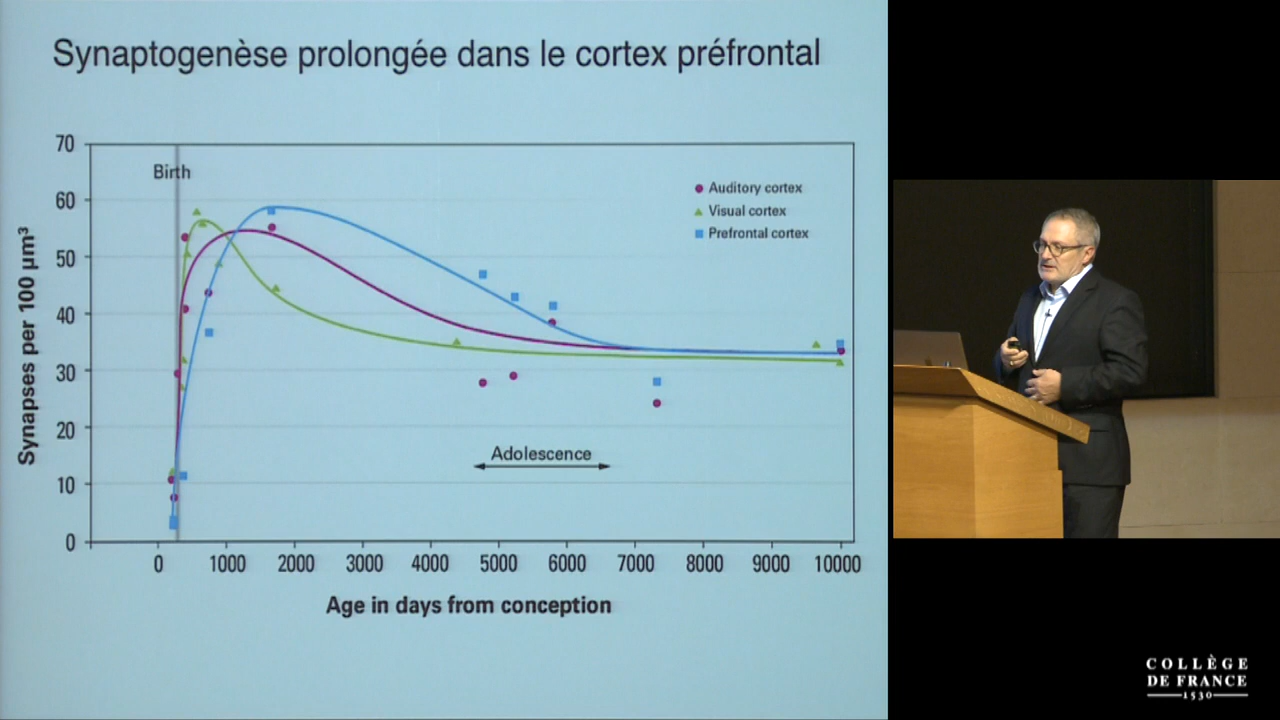 Synaptogenèse prolongée dans le cortex préfrontal
70
60
50
40
30
20
10
0
Synapses per 100 µm³
Birth
Auditory cortex
Visual cortex
Prefrontal cortex
Adolescence
0 1000 2000 3000 4000 5000 6000 7000 8000 9000 10000
Age in days from conception
COLLÈGE
DE FRANCE
1530